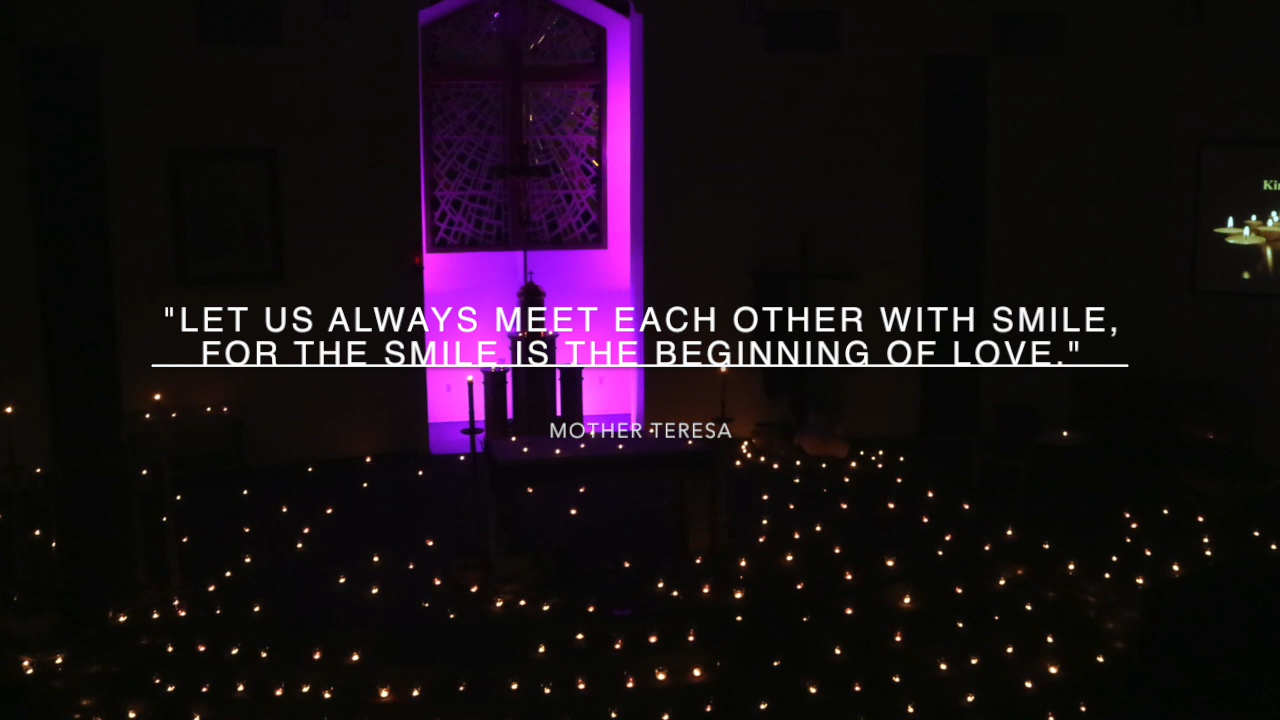 "LET US ALWAYS MEET EACH OTHER WITH SMILE,
FOR THE SMILE IS THE BEGINNING OF LOVE."
MOTHER TERESA